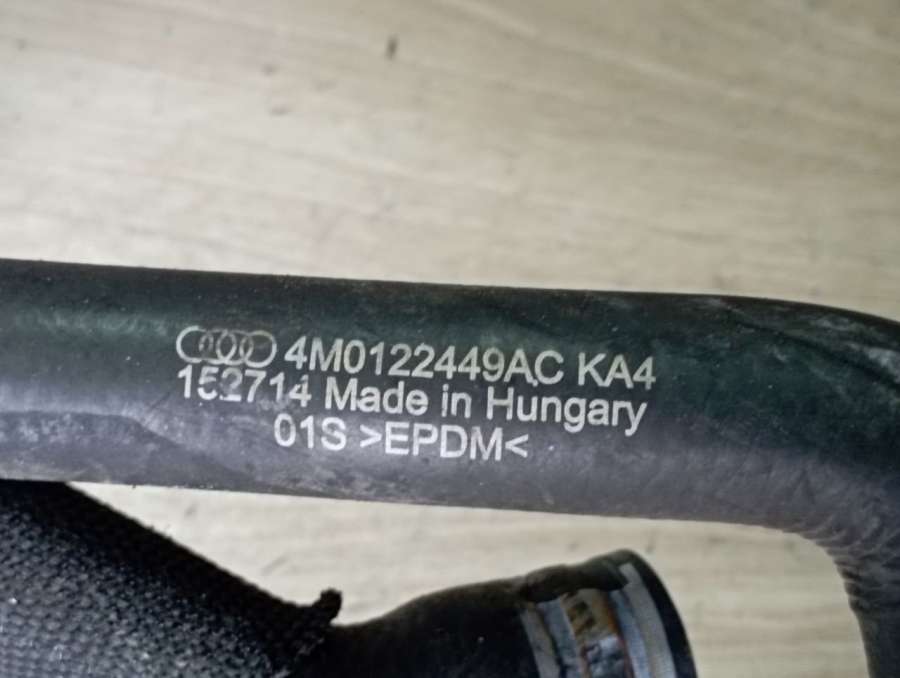 4M0122449AC KA4
152714 Made in Hungary
01S >EPDM<